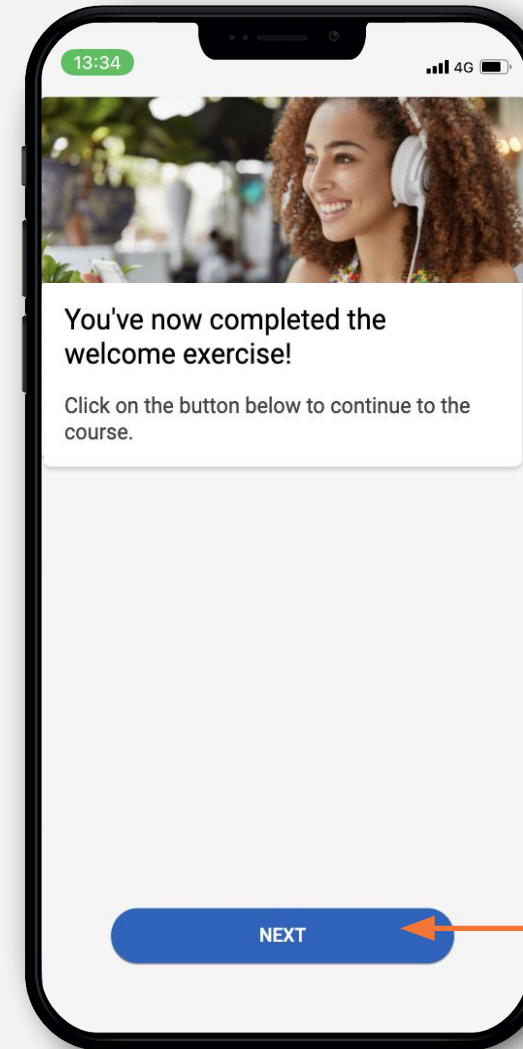 13:34
4G
You've now completed the
welcome exercise!
Click on the button below to continue to the
course.
NEXT